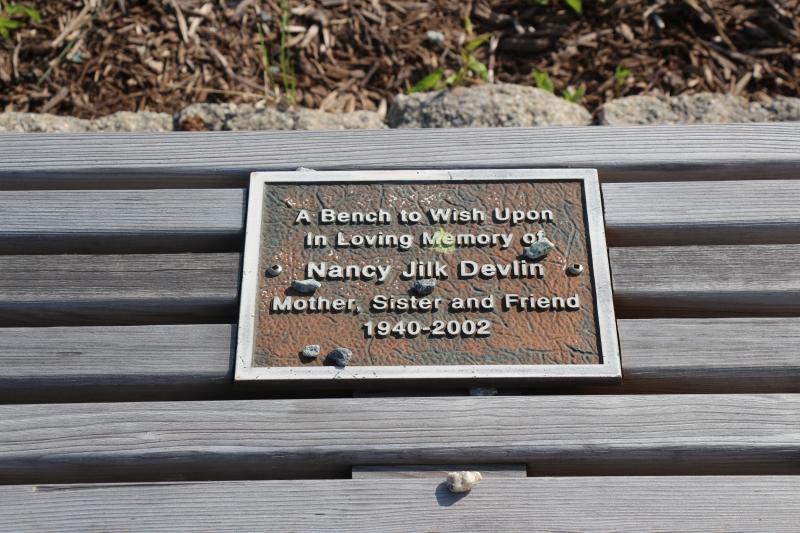 A Bench to Wish Upon
In Loving Memory of
Nancy Jilk Devlin
Mother, Sister and Friend
1940-2002